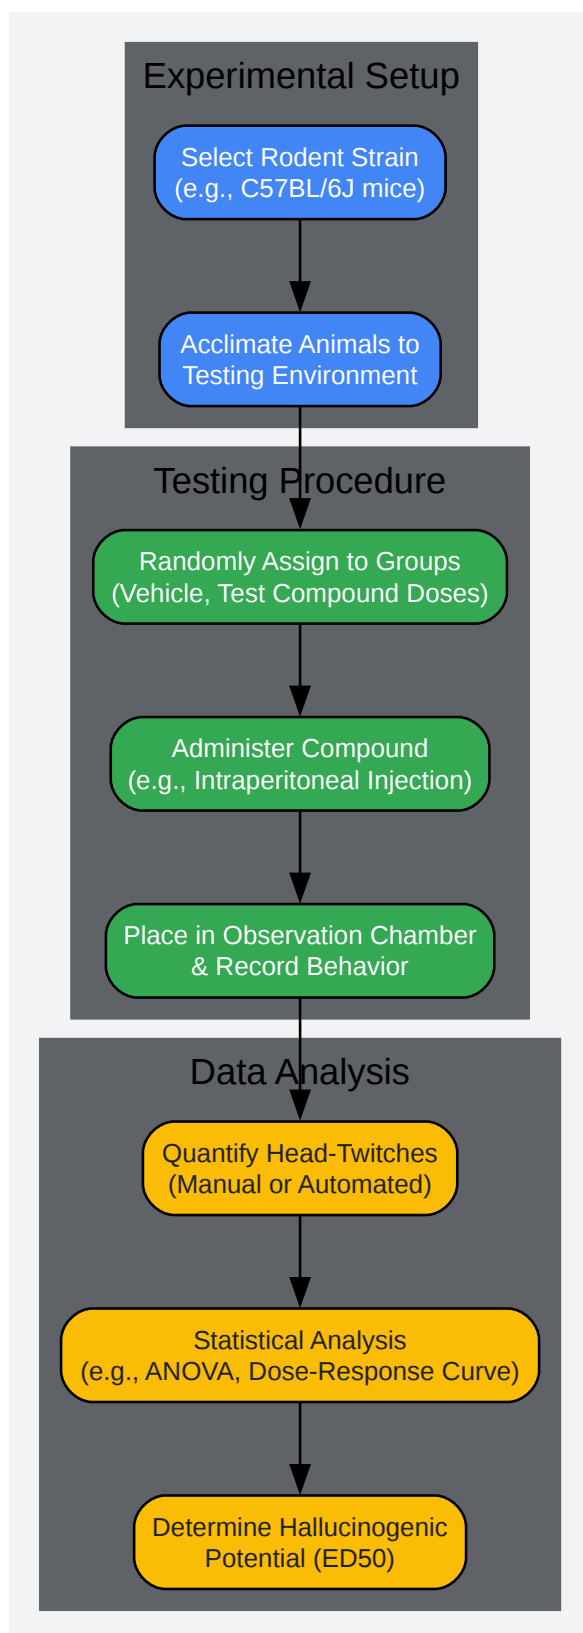 Experimental Setup
Select Rodent Strain
(e.g., C57BL/6J mice)
Acclimate Animals to
Testing Environment
Testing Procedure
Randomly Assign to Groups
(Vehicle, Test Compound Doses)
Administer Compound
(e.g., Intraperitoneal Injection)
Place in Observation Chamber
& Record Behavior
Data Analysis
Quantify Head-Twitches
(Manual or Automated)
Statistical Analysis
(e.g., ANOVA, Dose-Response Curve)
Determine Hallucinogenic
Potential (ED50)